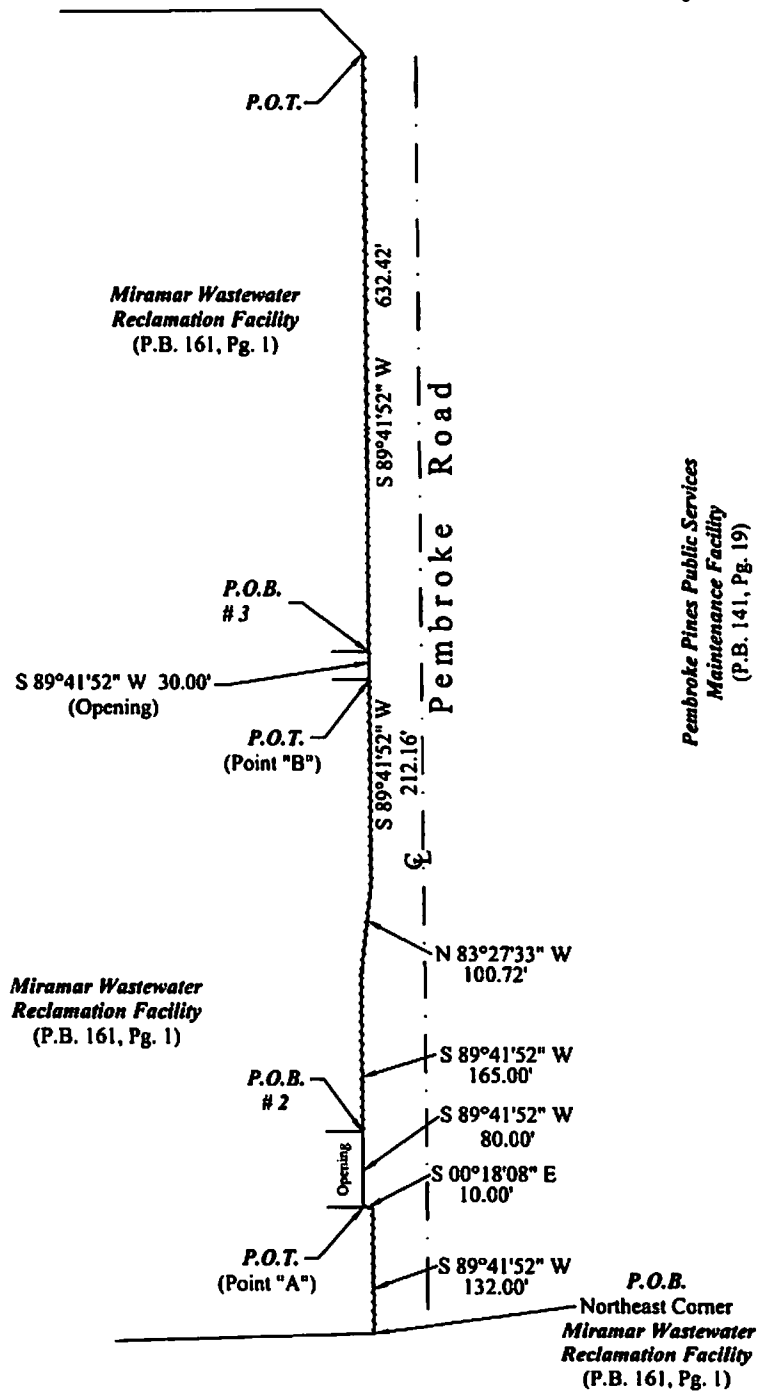 P.O.T.
632.42'
S 89°41'52" W
Miramar Wastewater
Reclamation Facility
(P.B. 161, Pg. 1)
Pembroke Road
Pembroke Pines Public Services
Maintenance Facility
(P.B. 141, Pg. 19)
P.O.B.
# 3
S 89°41'52" W 30.00'
(Opening)
P.O.T.
(Point "B")
S 89°41'52" W
212.16'
CL
N 83°27'33" W
100.72'
Miramar Wastewater
Reclamation Facility
(P.B. 161, Pg. 1)
S 89°41'52" W
165.00'
P.O.B.
# 2
S 89°41'52" W
80.00'
Opening
S 00°18'08" E
10.00'
P.O.T.
(Point "A")
S 89°41'52" W
132.00'
P.O.B.
Northeast Corner
Miramar Wastewater
Reclamation Facility
(P.B. 161, Pg. 1)